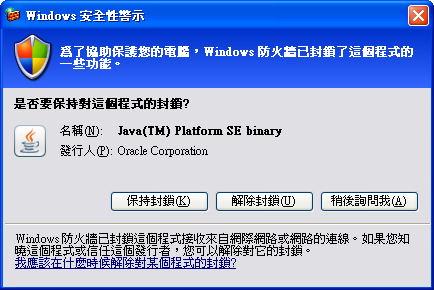 Windows 安全性警示
為了協助保護您的電腦，Windows 防火牆已封鎖了這個程式的
一些功能。
是否要保持對這個程式的封鎖?
名稱(N): Java(TM) Platform SE binary
發行人(P): Oracle Corporation
保持封鎖(K) 解除封鎖(U) 稍後詢問我(A)
Windows 防火牆已封鎖這個程式接收來自網際網路或網路的連線。如果您知
曉這個程式或信任這個發行者，您可以解除對它的封鎖。
我應該在什麼時候解除對某個程式的封鎖?